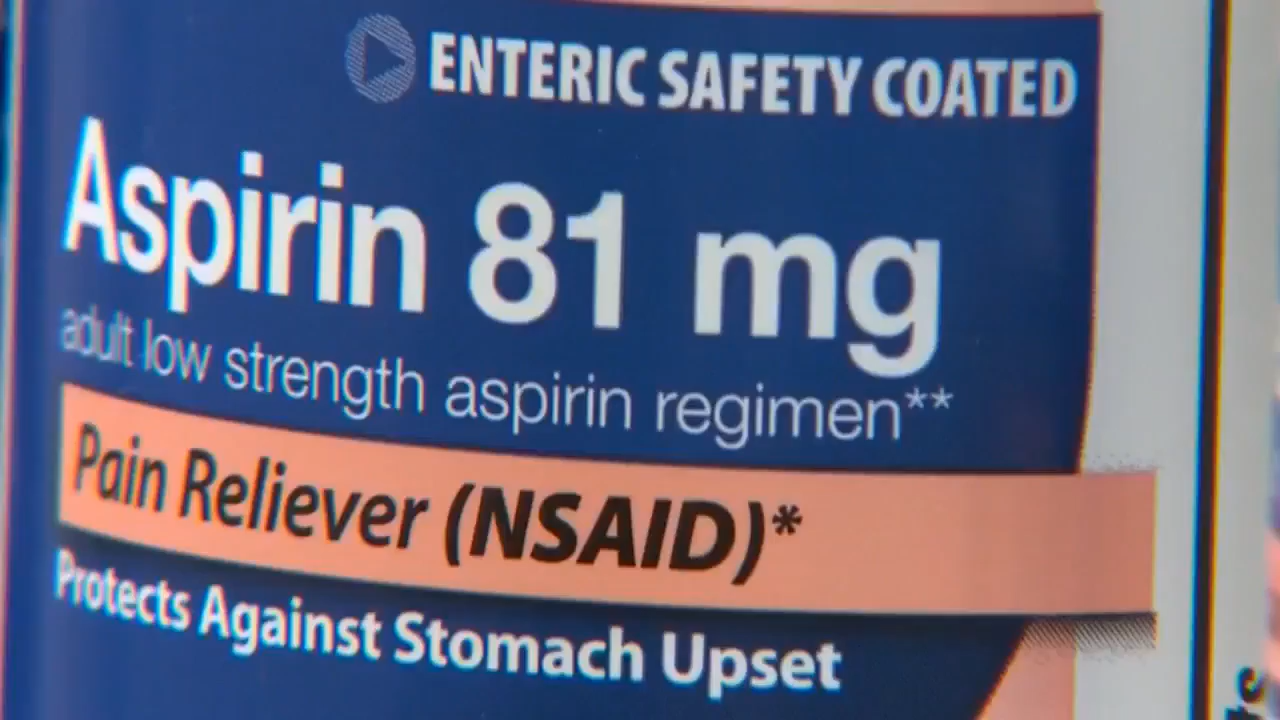 ENTERIC SAFETY COATED
Aspirin 81 mg
adult low strength aspirin regimen**
Pain Reliever (NSAID)*
Protects Against Stomach Upset